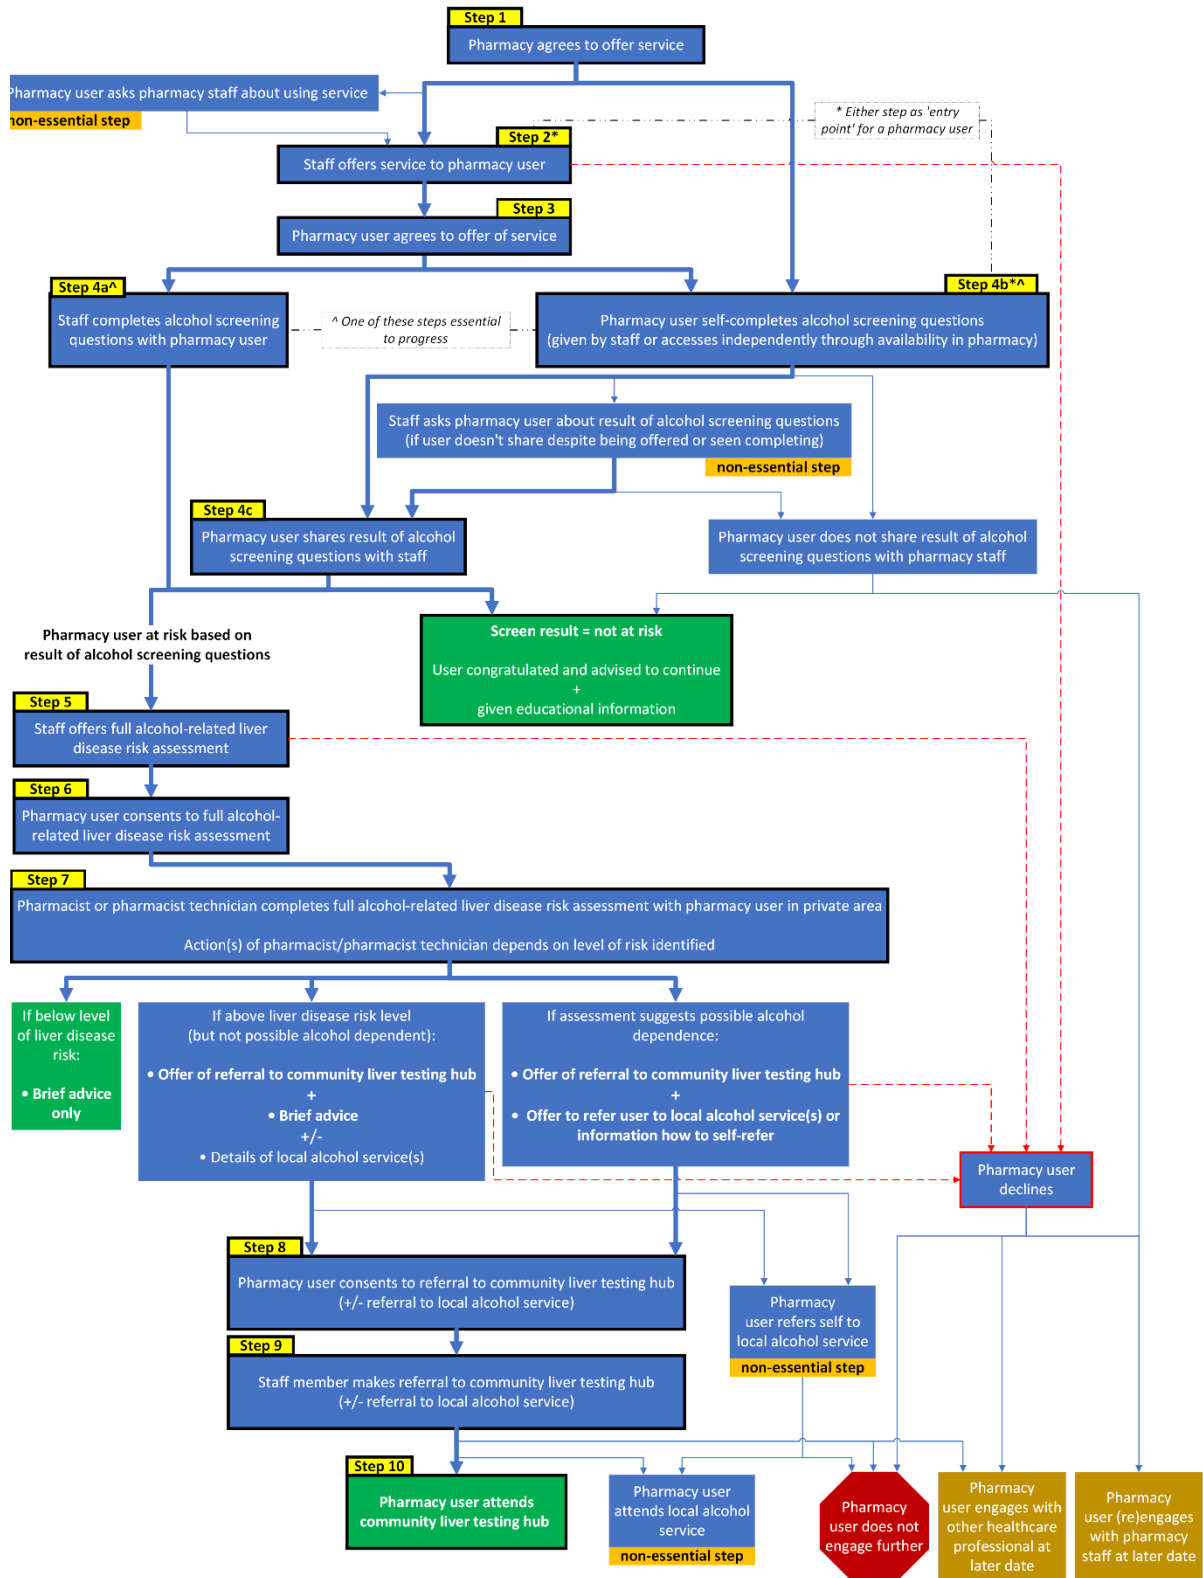 Step 1
Pharmacy agrees to offer service
Pharmacy user asks pharmacy staff about using service
non-essential step
* Either step as 'entry
point' for a pharmacy user
Step 2*
Staff offers service to pharmacy user
Step 3
Pharmacy user agrees to offer of service
Step 4a^
Staff completes alcohol screening
questions with pharmacy user
^ One of these steps essential
to progress
Step 4b*^
Pharmacy user self-completes alcohol screening questions
(given by staff or accesses independently through availability in pharmacy)
Staff asks pharmacy user about result of alcohol screening questions
(if user doesn't share despite being offered or seen completing)
non-essential step
Step 4c
Pharmacy user shares result of alcohol
screening questions with staff
Pharmacy user does not share result of alcohol
screening questions with pharmacy staff
Pharmacy user at risk based on
result of alcohol screening questions
Screen result = not at risk
User congratulated and advised to continue
+
given educational information
Step 5
Staff offers full alcohol-related liver
disease risk assessment
Step 6
Pharmacy user consents to full alcohol-
related liver disease risk assessment
Step 7
Pharmacist or pharmacist technician completes full alcohol-related liver disease risk assessment with pharmacy user in private area
Action(s) of pharmacist/pharmacist technician depends on level of risk identified
If below level
of liver disease
risk:
• Brief advice
only
If above liver disease risk level
(but not possible alcohol dependent):
• Offer of referral to community liver testing hub
+
• Brief advice
+/-
• Details of local alcohol service(s)
If assessment suggests possible alcohol
dependence:
• Offer of referral to community liver testing hub
+
• Offer to refer user to local alcohol service(s) or
information how to self-refer
Pharmacy user
declines
Step 8
Pharmacy user consents to referral to community liver testing hub
(+/- referral to local alcohol service)
Pharmacy
user refers self to
local alcohol service
non-essential step
Step 9
Staff member makes referral to community liver testing hub
(+/- referral to local alcohol service)
Step 10
Pharmacy user attends
community liver testing hub
Pharmacy user
attends local alcohol
service
non-essential step
Pharmacy
user does not
engage further
Pharmacy
user engages with
other healthcare
professional at
later date
Pharmacy
user (re)engages
with pharmacy
staff at later date